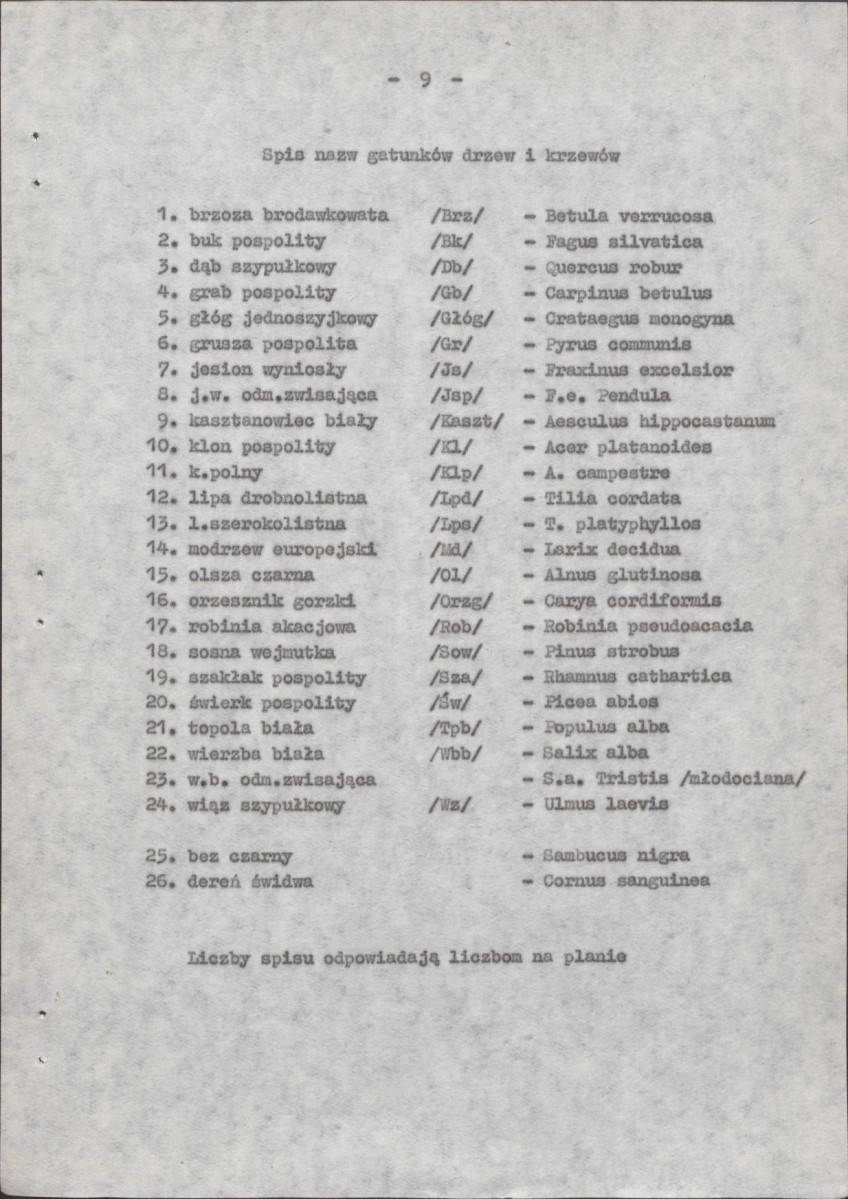 - 9 -
Spis nazw gatunków drzew i krzewów
1. brzoza brodawkowata /Brz/ - Betula verrucosa
2. buk pospolity /Bk/ - Fagus silvatica
3. dąb szypułkowy /Db/ - Quercus robur
4. grab pospolity /Gb/ - Carpinus betulus
5. głóg jednoszyjkowy /Głóg/ - Crataegus monogyna
6. grusza pospolita /Gr/ - Pyrus communis
7. jesion wyniosły /Js/ - Fraxinus excelsior
8. j.w. odm.zwisająca /Jsp/ - F.e. Pendula
9. kasztanowiec biały /Kaszt/ - Aesculus hippocastanum
10. klon pospolity /Kl/ - Acer platanoides
11. k.polny /Klp/ - A. campestre
12. lipa drobnolistna /Lpd/ - Tilia cordata
13. l.szerokolistna /Lps/ - T. platyphyllos
14. modrzew europejski /Md/ - Larix decidua
15. olsza czarna /Ol/ - Alnus glutinosa
16. orzesznik gorzki /Orzg/ - Carya cordiformis
17. robinia akacjowa /Rob/ - Robinia pseudoacacia
18. sosna wejmutka /Sow/ - Pinus strobus
19. szakłak pospolity /Sza/ - Rhamnus cathartica
20. świerk pospolity /Św/ - Picea abies
21. topola biała /Tpb/ - Populus alba
22. wierzba biała /Wbb/ - Salix alba
23. w.b. odm.zwisająca - S.a. Tristis /młodociana/
24. wiąz szypułkowy /Wz/ - Ulmus laevis
25. bez czarny - Sambucus nigra
26. dereń świdwa - Cornus sanguinea
Liczby spisu odpowiadają liczbom na planie